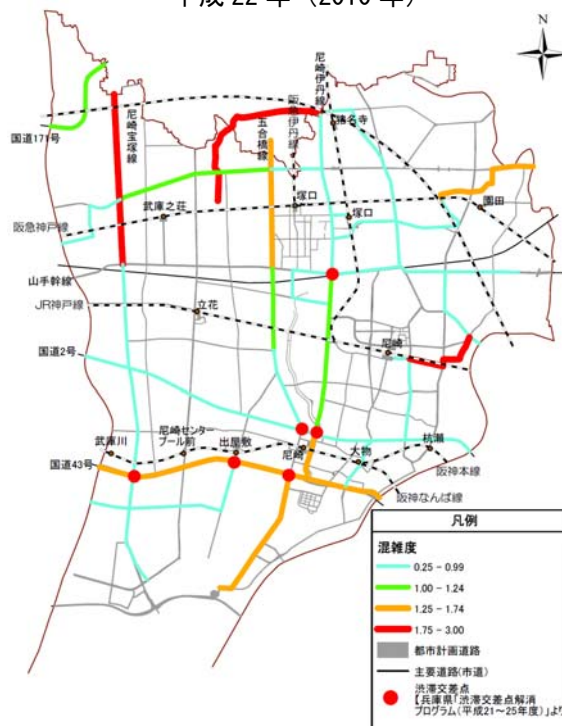 平成 22 年（2010 年）
N
尼崎伊丹線
阪急伊丹線
五合橋線
尼崎宝塚線
国道171号
猪名寺
園田
塚口
塚口
武庫之荘
阪急神戸線
山手幹線
JR神戸線
立花
尼崎
国道2号
武庫川
尼崎センター
プール前
出屋敷
尼崎
大物
杭瀬
国道43号
阪神本線
阪神なんば線
凡例
混雑度
0.25 - 0.99
1.00 - 1.24
1.25 - 1.74
1.75 - 3.00
都市計画道路
主要道路(市道)
渋滞交差点
【兵庫県「渋滞交差点解消
プログラム(平成21～25年度)」より